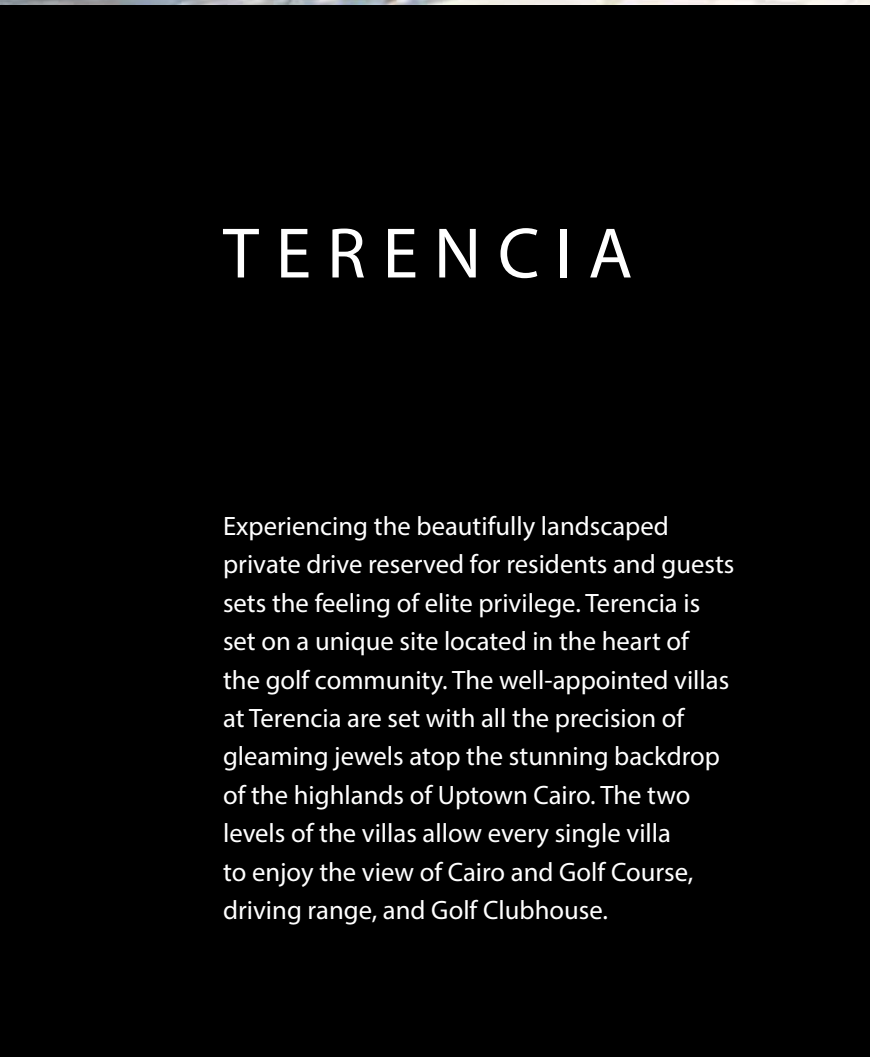 TERENCIA
Experiencing the beautifully landscaped
private drive reserved for residents and guests
sets the feeling of elite privilege. Terencia is
set on a unique site located in the heart of
the golf community. The well-appointed villas
at Terencia are set with all the precision of
gleaming jewels atop the stunning backdrop
of the highlands of Uptown Cairo. The two
levels of the villas allow every single villa
to enjoy the view of Cairo and Golf Course,
driving range, and Golf Clubhouse.